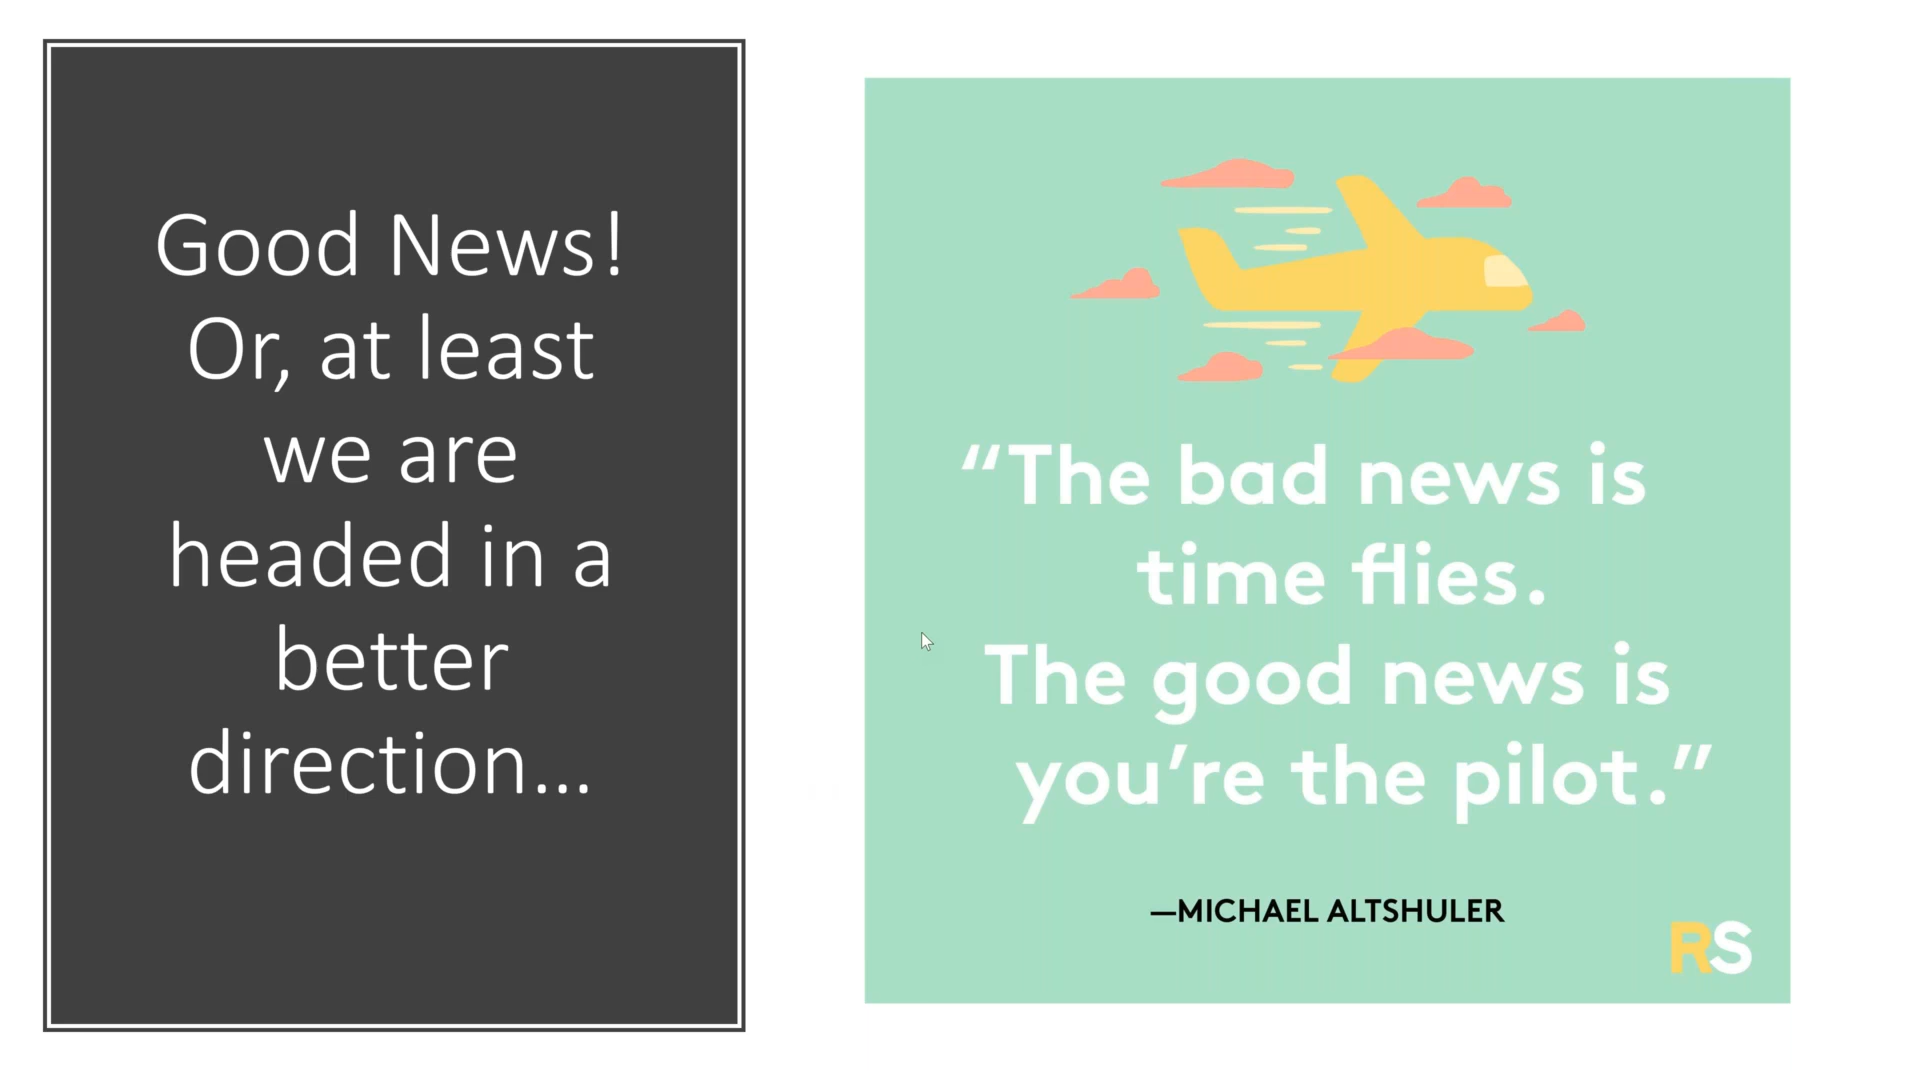 Good News!
Or, at least
we are
headed in a
better
direction...
“The bad news is
time flies.
The good news is
you’re the pilot.”
—MICHAEL ALTSHULER
RS